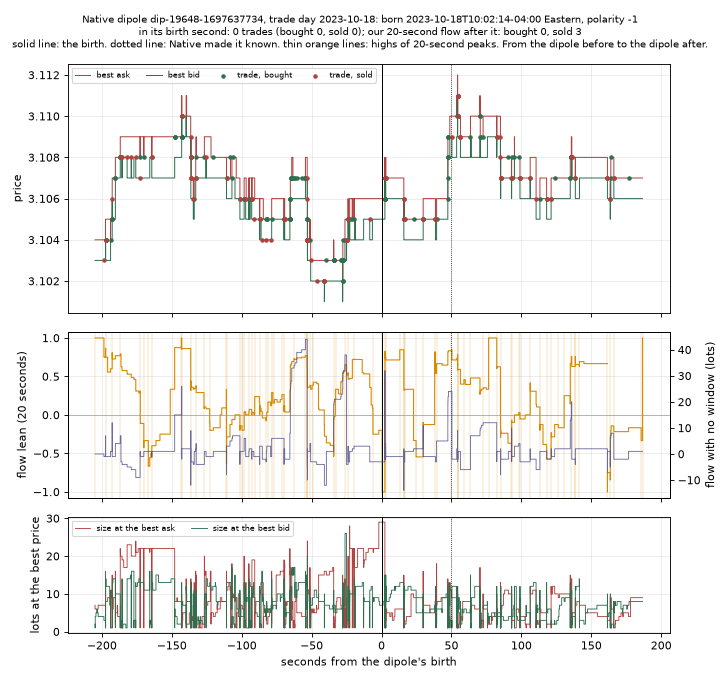 Native dipole dip-19648-1697637734, trade day 2023-10-18: born 2023-10-18T10:02:14-04:00 Eastern, polarity -1
in its birth second: 0 trades (bought 0, sold 0); our 20-second flow after it: bought 0, sold 3
solid line: the birth. dotted line: Native made it known. thin orange lines: highs of 20-second peaks. From the dipole before to the dipole after.
best ask best bid trade, bought trade, sold
3.112
3.110
3.108
3.106
3.104
3.102
price
1.0
0.5
0.0
−0.5
−1.0
flow lean (20 seconds)
40
30
20
10
0
−10
flow with no window (lots)
size at the best ask size at the best bid
30
20
10
0
lots at the best price
−200 −150 −100 −50 0 50 100 150 200
seconds from the dipole's birth